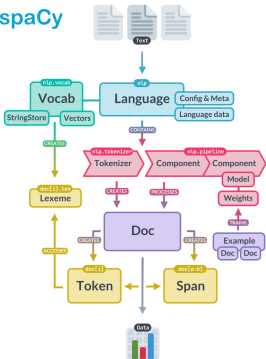 spaCy
Text
nlp.vocab
nlp
Vocab
Language
Config & Meta
Language data
StringStore
Vectors
CREATES
CONTAINS
nlp.tokenizer
nlp.pipeline
Tokenizer
Component
Component
Model
Weights
doc[i].lex
Lexeme
CREATES
PROCESSES
TRAINS
Doc
Example
Doc
Doc
CREATES
CREATES
ACCESSES
doc[i]
doc[a:b]
Token
Span
Data